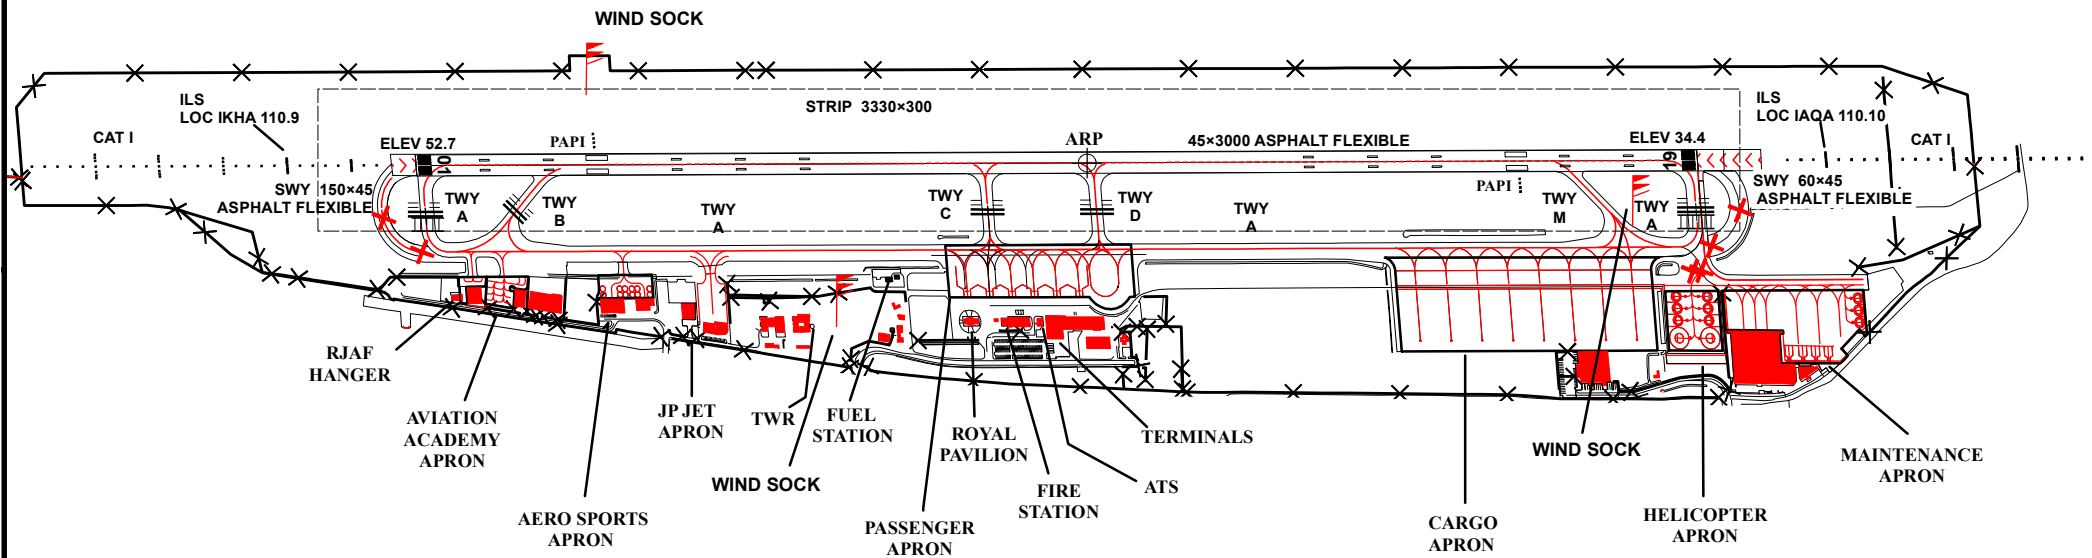 WIND SOCK
ILS
LOC IKHA 110.9
CAT I
STRIP 3330×300
ILS
LOC IAQA 110.10
CAT I
ELEV 52.7
PAPI
ARP
45×3000 ASPHALT FLEXIBLE
ELEV 34.4
01
19
SWY 150×45
ASPHALT FLEXIBLE
TWY
A
TWY
B
TWY
A
TWY
C
TWY
D
TWY
A
PAPI
TWY
M
TWY
A
SWY 60×45
ASPHALT FLEXIBLE
RJAF
HANGER
AVIATION
ACADEMY
APRON
AERO SPORTS
APRON
JP JET
APRON
TWR
WIND SOCK
FUEL
STATION
PASSENGER
APRON
ROYAL
PAVILION
FIRE
STATION
ATS
TERMINALS
CARGO
APRON
WIND SOCK
HELICOPTER
APRON
MAINTENANCE
APRON